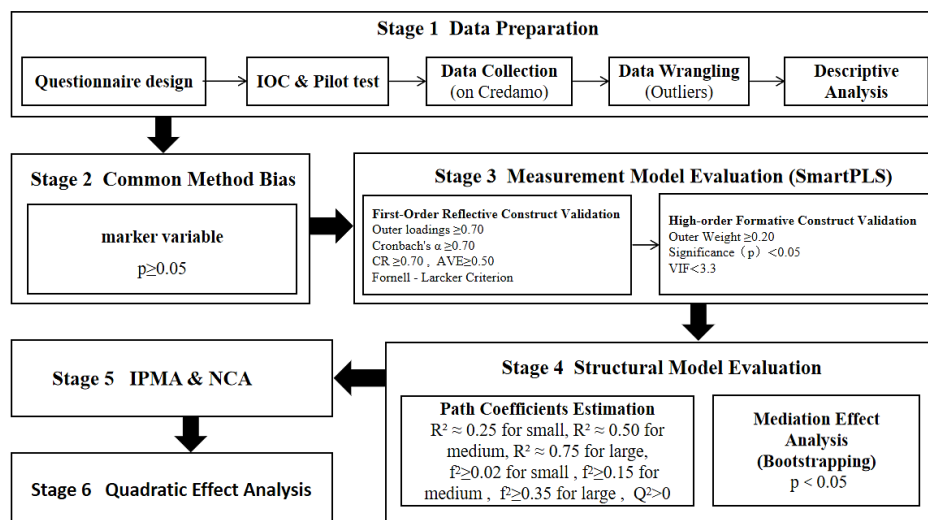 Stage 1 Data Preparation
Questionnaire design
IOC & Pilot test
Data Collection
(on Credamo)
Data Wrangling
(Outliers)
Descriptive
Analysis
Stage 2 Common Method Bias
marker variable
p≥0.05
Stage 3 Measurement Model Evaluation (SmartPLS)
First-Order Reflective Construct Validation
Outer loadings ≥0.70
Cronbach's α ≥0.70
CR ≥0.70 , AVE≥0.50
Fornell - Larcker Criterion
High-order Formative Construct Validation
Outer Weight ≥0.20
Significance（p）<0.05
VIF<3.3
Stage 4 Structural Model Evaluation
Path Coefficients Estimation
R² ≈ 0.25 for small, R² ≈ 0.50 for
medium, R² ≈ 0.75 for large,
f²≥0.02 for small , f²≥0.15 for
medium , f²≥0.35 for large , Q²>0
Mediation Effect
Analysis
(Bootstrapping)
p < 0.05
Stage 5 IPMA & NCA
Stage 6 Quadratic Effect Analysis